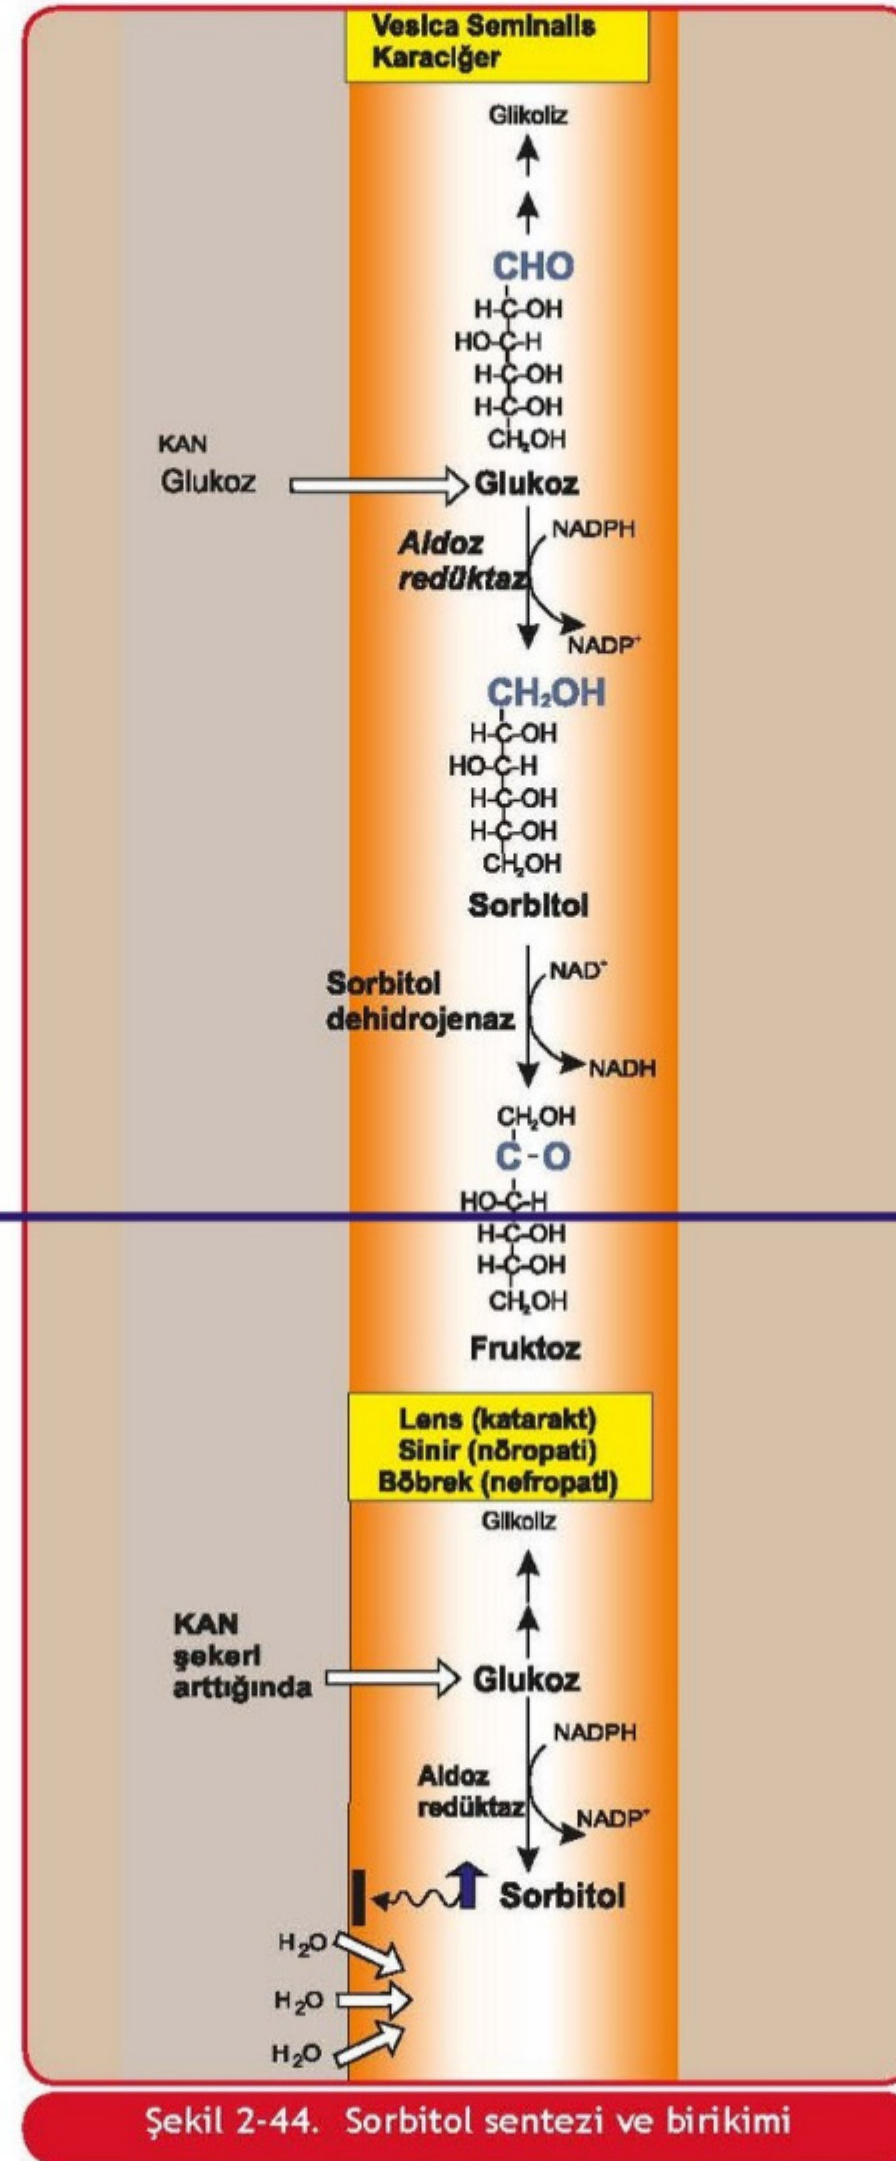 Vesica Seminalis
Karaciğer
Glikoliz
CHO
H-C-OH
HO-C-H
H-C-OH
H-C-OH
CH₂OH
KAN
Glukoz
Glukoz
Aldoz
redüktaz
NADPH
NADP⁺
CH₂OH
H-C-OH
HO-C-H
H-C-OH
H-C-OH
CH₂OH
Sorbitol
Sorbitol
dehidrojenaz
NAD⁺
NADH
CH₂OH
C-O
HO-C-H
H-C-OH
H-C-OH
CH₂OH
Fruktoz
Lens (katarakt)
Sinir (nöropati)
Böbrek (nefropati)
Glikoliz
KAN
şekeri
arttığında
Glukoz
NADPH
Aldoz
redüktaz
NADP⁺
Sorbitol
H₂O
H₂O
H₂O
Şekil 2-44. Sorbitol sentezi ve birikimi